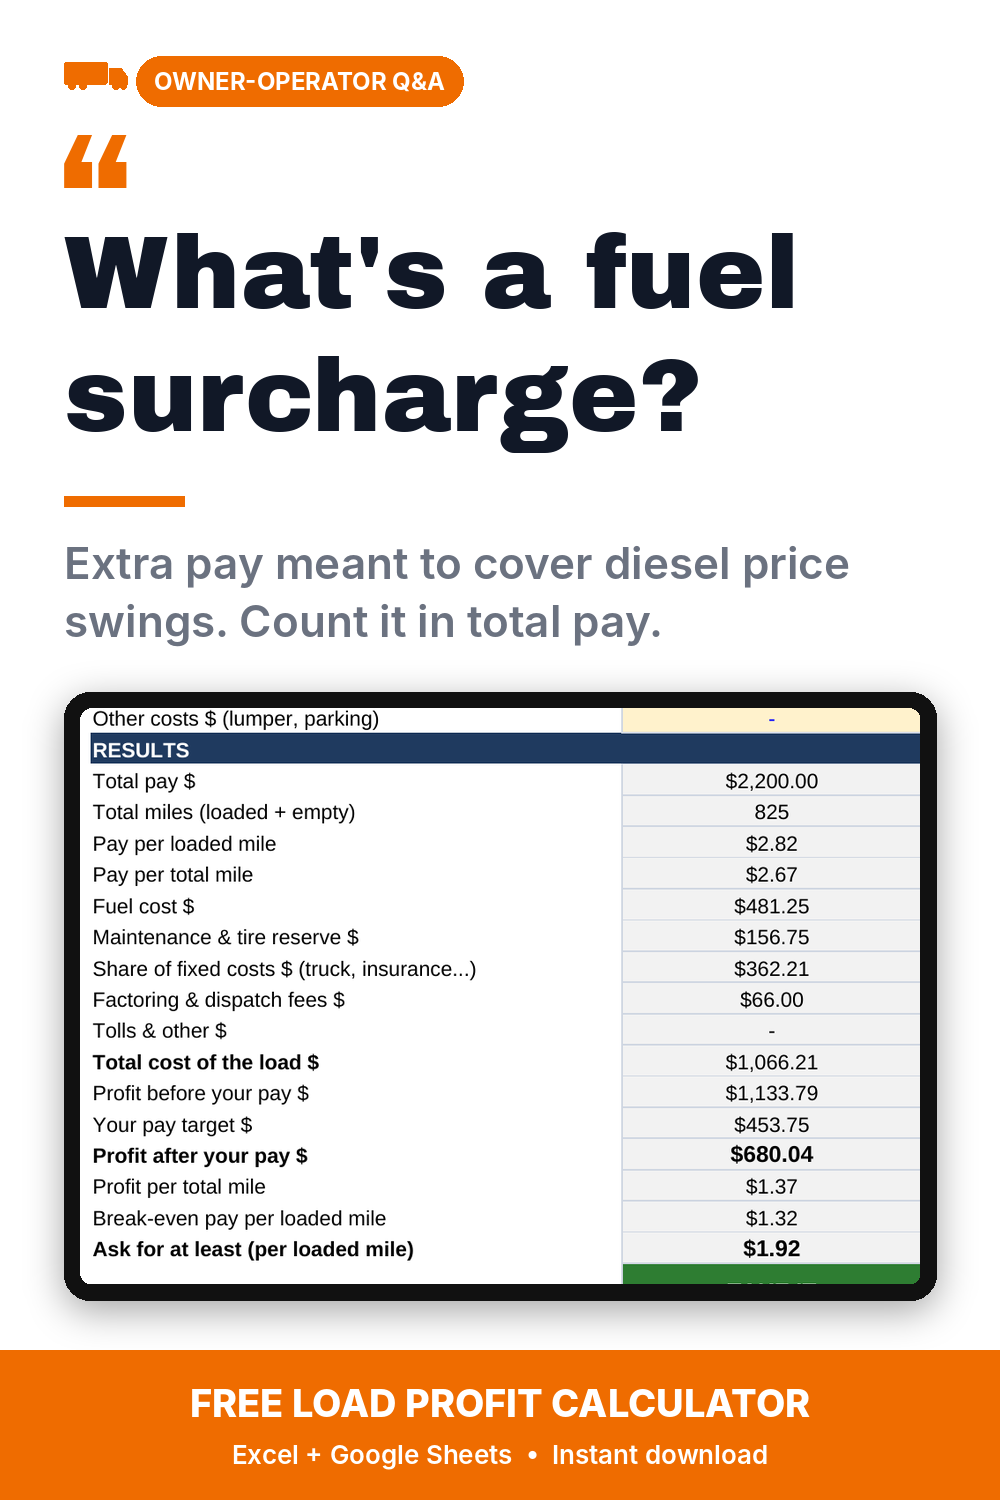 OWNER-OPERATOR Q&A
“
What's a fuel
surcharge?
Extra pay meant to cover diesel price
swings. Count it in total pay.
Other costs $ (lumper, parking) -
RESULTS
Total pay $ $2,200.00
Total miles (loaded + empty) 825
Pay per loaded mile $2.82
Pay per total mile $2.67
Fuel cost $ $481.25
Maintenance & tire reserve $ $156.75
Share of fixed costs $ (truck, insurance...) $362.21
Factoring & dispatch fees $ $66.00
Tolls & other $ -
Total cost of the load $ $1,066.21
Profit before your pay $ $1,133.79
Your pay target $ $453.75
Profit after your pay $ $680.04
Profit per total mile $1.37
Break-even pay per loaded mile $1.32
Ask for at least (per loaded mile) $1.92
FREE LOAD PROFIT CALCULATOR
Excel + Google Sheets • Instant download